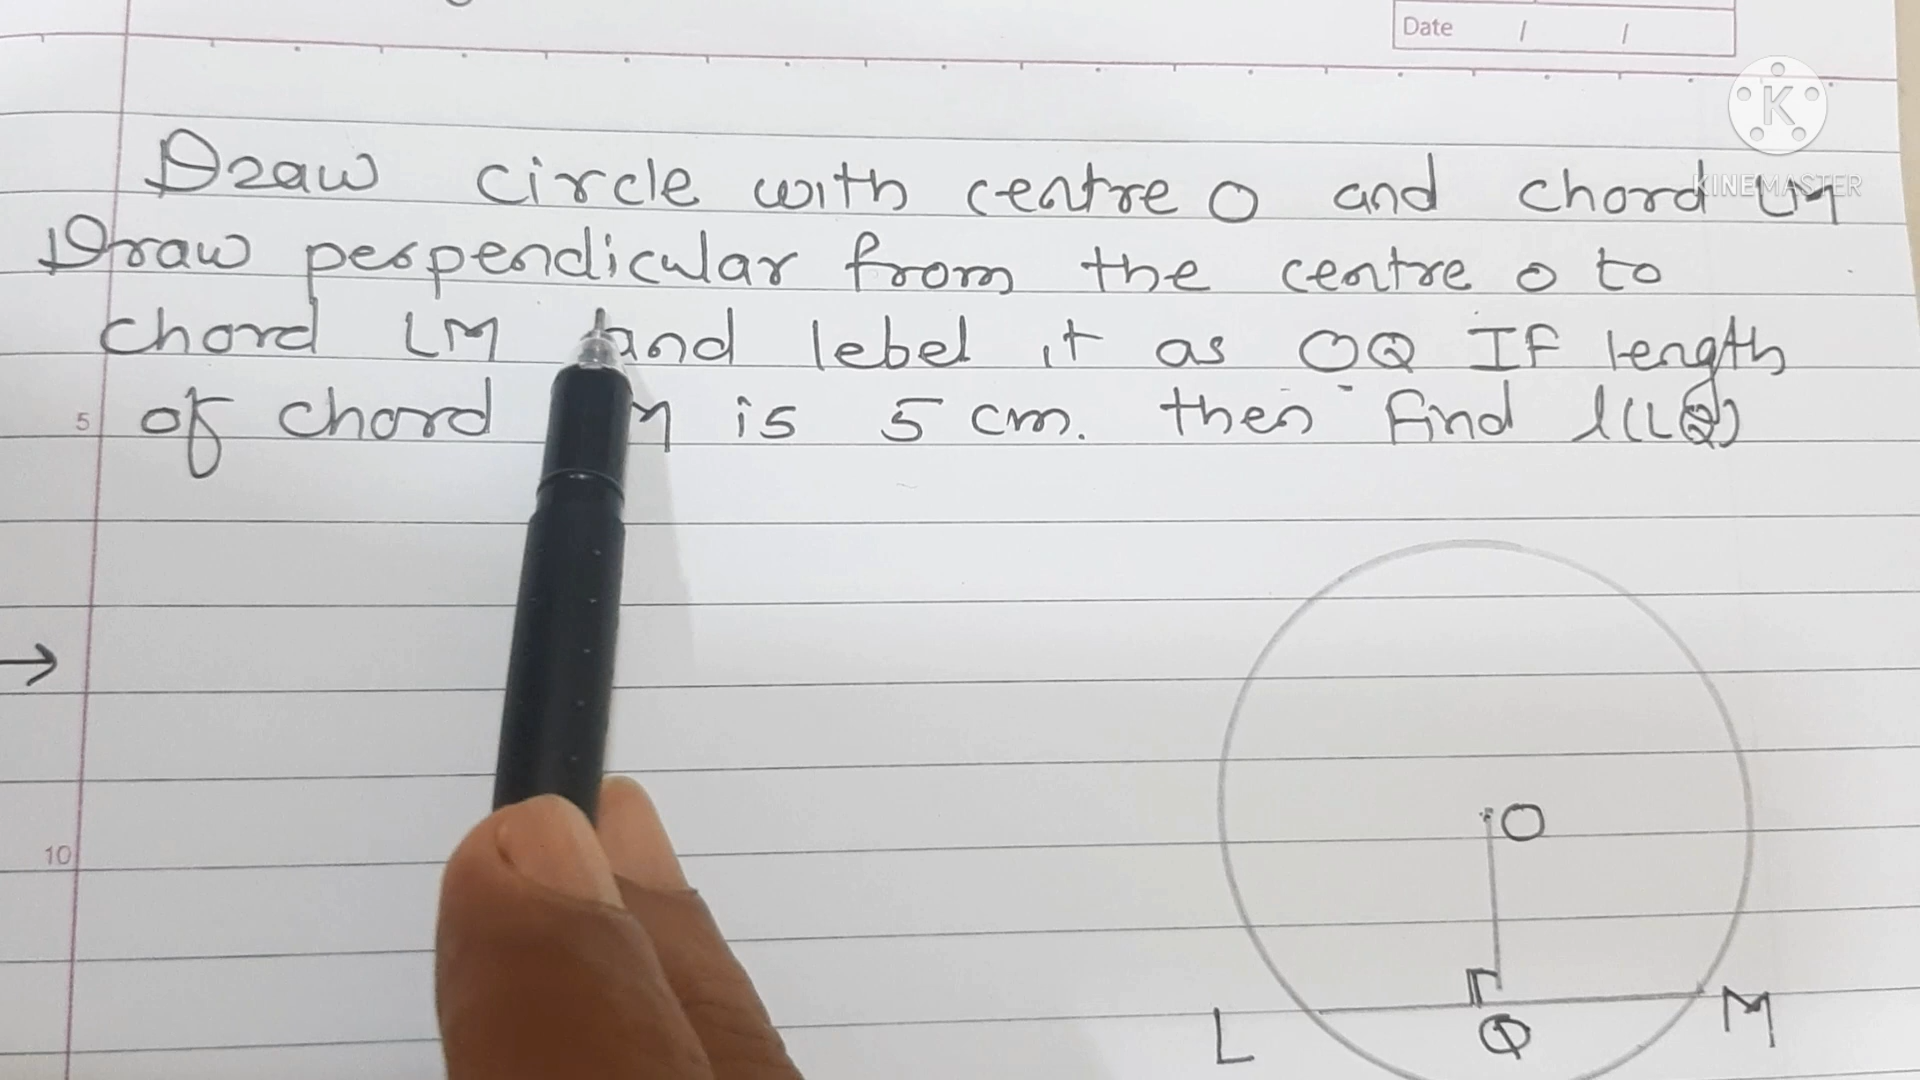 Date / /
K
KINEMASTER
Draw circle with centre O and chord LM
Draw perpendicular from the centre O to
chord LM and lebel it as OQ IF length
5 of chord M is 5 cm. then Find l(LQ)
→
10
O
L Q M